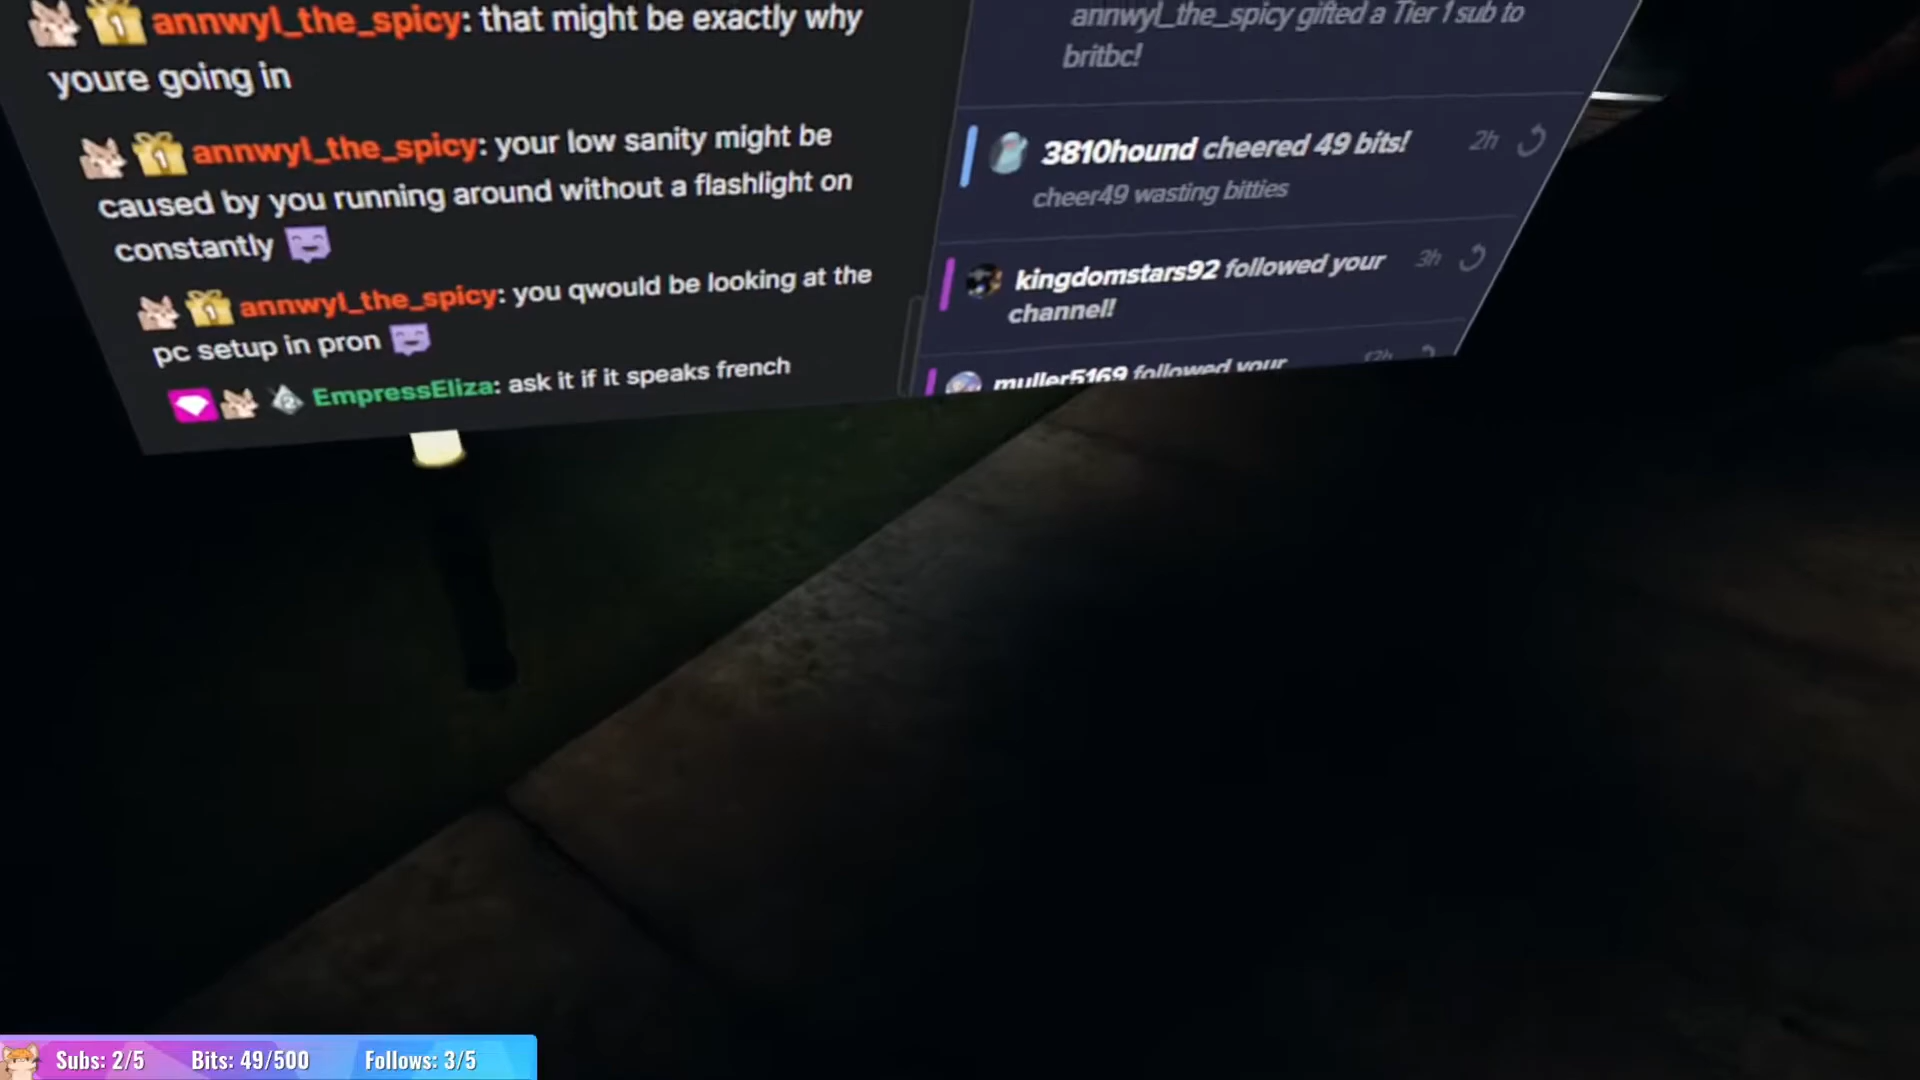 annwyl_the_spicy: that might be exactly why
youre going in
annwyl_the_spicy: your low sanity might be
caused by you running around without a flashlight on
constantly
annwyl_the_spicy: you qwould be looking at the
pc setup in pron
EmpressEliza: ask it if it speaks french
annwyl_the_spicy gifted a Tier 1 sub to
britbc!
3810hound cheered 49 bits! 2h
cheer49 wasting bitties
kingdomstars92 followed your 3h
channel!
muller5169 followed your
Subs: 2/5 Bits: 49/500 Follows: 3/5